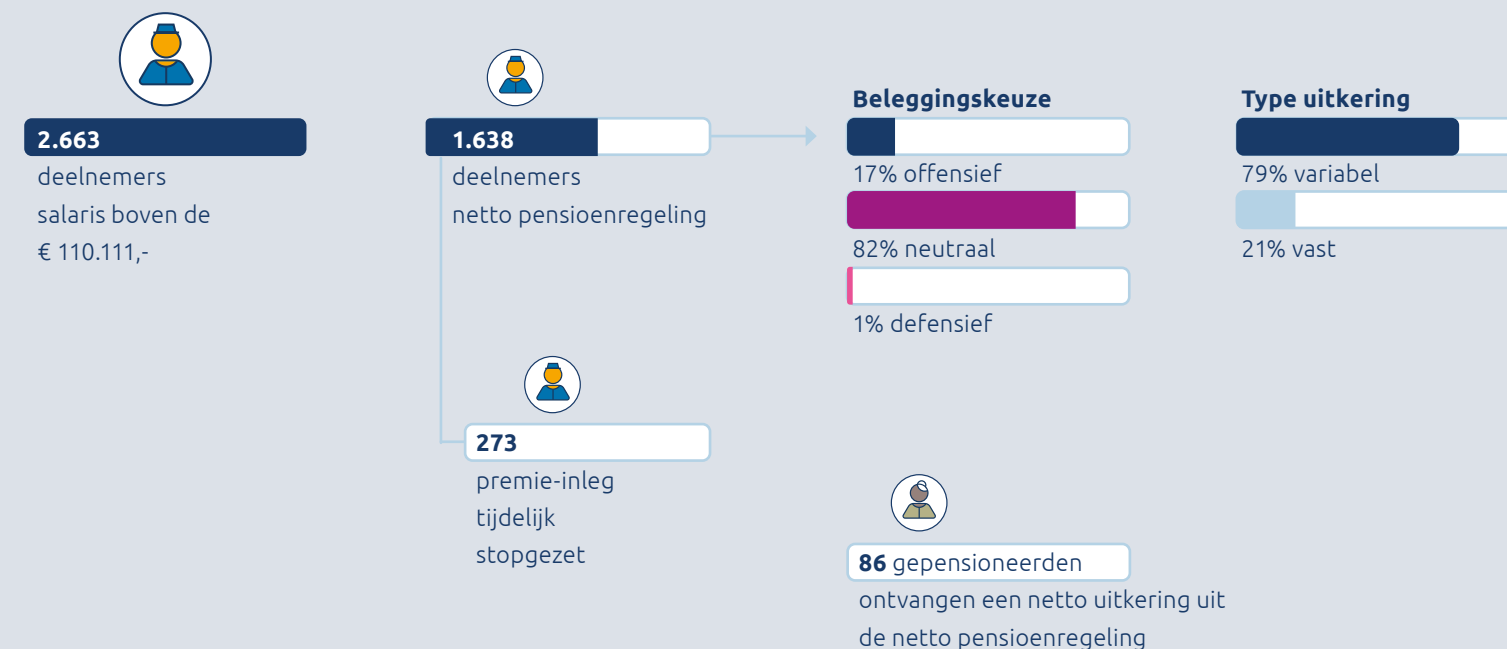 2.663
deelnemers
salaris boven de
€ 110.111,-
1.638
deelnemers
netto pensioenregeling
273
premie-inleg
tijdelijk
stopgezet
Beleggingskeuze
17% offensief
82% neutraal
1% defensief
Type uitkering
79% variabel
21% vast
86 gepensioneerden
ontvangen een netto uitkering uit
de netto pensioenregeling